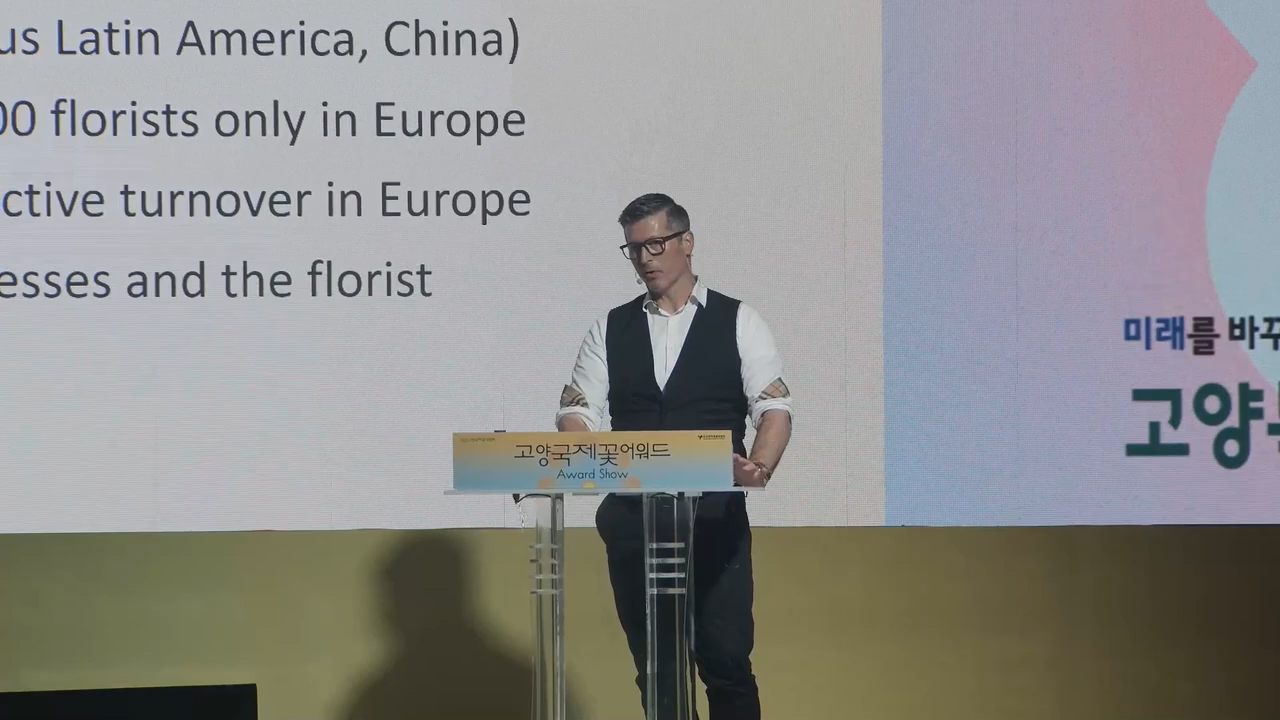 us Latin America, China)
00 florists only in Europe
ctive turnover in Europe
esses and the florist
미래를 바꾸
고양
고양국제꽃어워드
Award Show